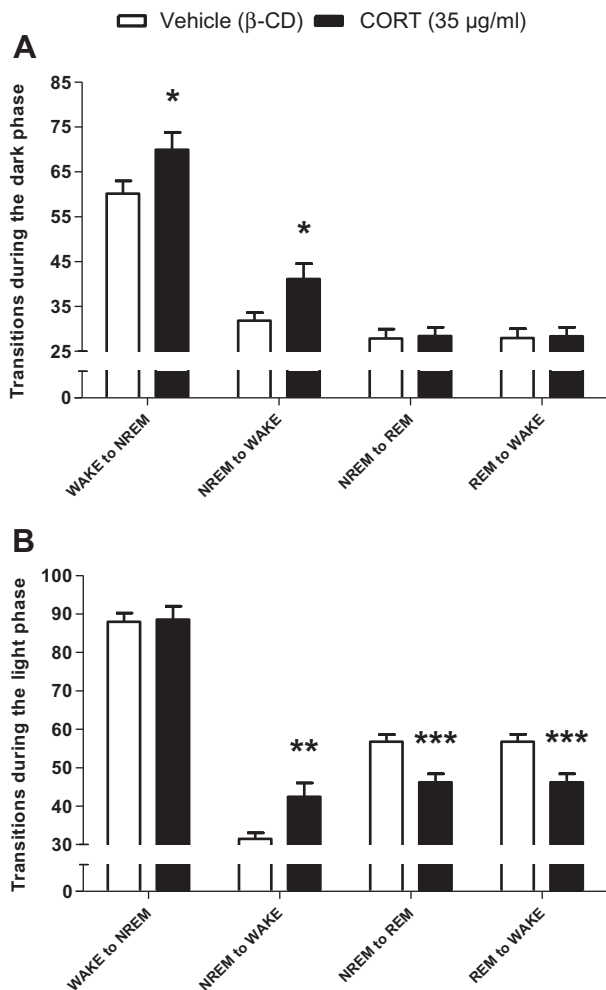 Vehicle (β-CD) CORT (35 µg/ml)
A
Transitions during the dark phase
85
75
65
55
45
35
25
0
*
*
WAKE to NREM
NREM to WAKE
NREM to REM
REM to WAKE
B
Transitions during the light phase
100
90
80
70
60
50
40
30
0
**
***
***
WAKE to NREM
NREM to WAKE
NREM to REM
REM to WAKE